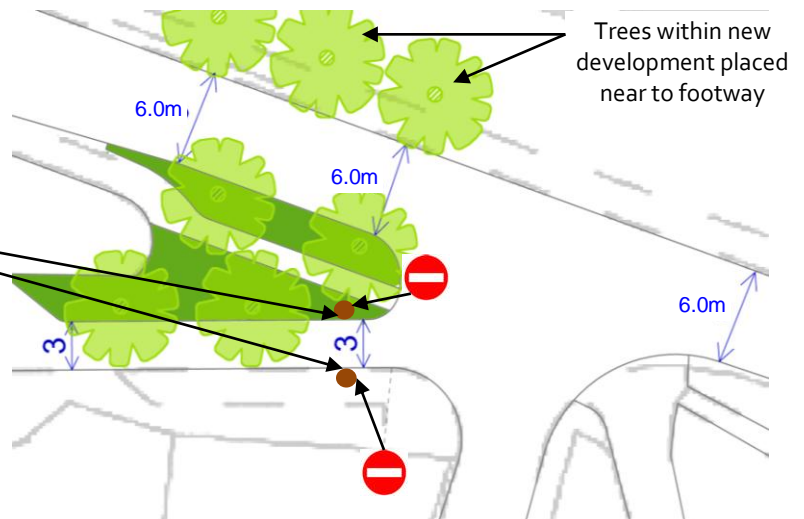 Trees within new
development placed
near to footway
6.0m
6.0m
6.0m
3
3